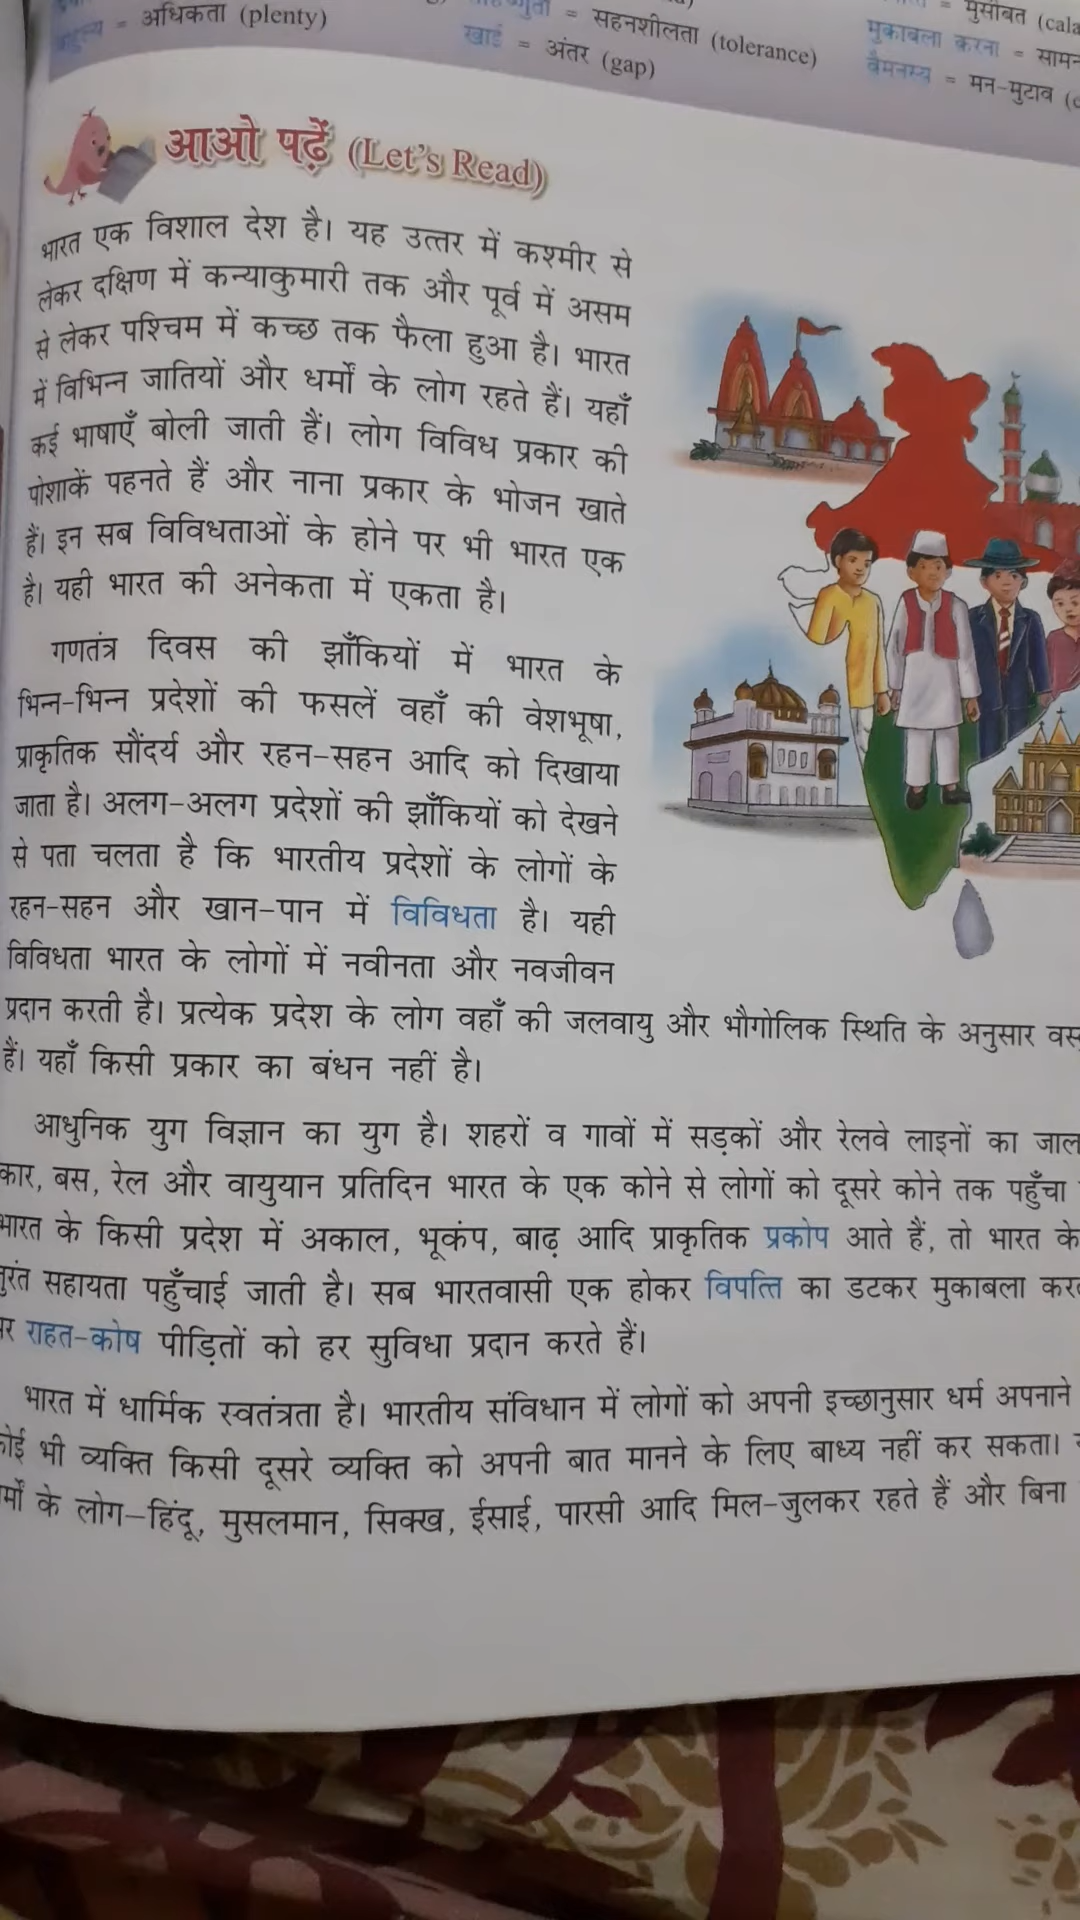 = अधिकता (plenty)
= सहनशीलता (tolerance)
खाई = अंतर (gap)
= मुसीबत
मुकाबला करना =
वैमनस्य = मन-मुटाव
आओ पढ़ें (Let's Read)
भारत एक विशाल देश है। यह उत्तर में कश्मीर से
लेकर दक्षिण में कन्याकुमारी तक और पूर्व में असम
से लेकर पश्चिम में कच्छ तक फैला हुआ है। भारत
में विभिन्न जातियों और धर्मों के लोग रहते हैं। यहाँ
कई भाषाएँ बोली जाती हैं। लोग विविध प्रकार की
पोशाकें पहनते हैं और नाना प्रकार के भोजन खाते
हैं। इन सब विविधताओं के होने पर भी भारत एक
है। यही भारत की अनेकता में एकता है।
गणतंत्र दिवस की झाँकियों में भारत के
भिन्न-भिन्न प्रदेशों की फसलें वहाँ की वेशभूषा,
प्राकृतिक सौंदर्य और रहन-सहन आदि को दिखाया
जाता है। अलग-अलग प्रदेशों की झाँकियों को देखने
से पता चलता है कि भारतीय प्रदेशों के लोगों के
रहन-सहन और खान-पान में विविधता है। यही
विविधता भारत के लोगों में नवीनता और नवजीवन
प्रदान करती है। प्रत्येक प्रदेश के लोग वहाँ की जलवायु और भौगोलिक स्थिति के अनुसार
हैं। यहाँ किसी प्रकार का बंधन नहीं है।
आधुनिक युग विज्ञान का युग है। शहरों व गावों में सड़कों और रेलवे लाइनों का जाल
कार, बस, रेल और वायुयान प्रतिदिन भारत के एक कोने से लोगों को दूसरे कोने तक पहुँचा
भारत के किसी प्रदेश में अकाल, भूकंप, बाढ़ आदि प्राकृतिक प्रकोप आते हैं, तो भारत के
सहायता पहुँचाई जाती है। सब भारतवासी एक होकर विपत्ति का डटकर मुकाबला
राहत-कोष पीड़ितों को हर सुविधा प्रदान करते हैं।
भारत में धार्मिक स्वतंत्रता है। भारतीय संविधान में लोगों को अपनी इच्छानुसार धर्म अपनाने
भी व्यक्ति किसी दूसरे व्यक्ति को अपनी बात मानने के लिए बाध्य नहीं कर सकता।
के लोग—हिंदू, मुसलमान, सिक्ख, ईसाई, पारसी आदि मिल-जुलकर रहते हैं और बिना